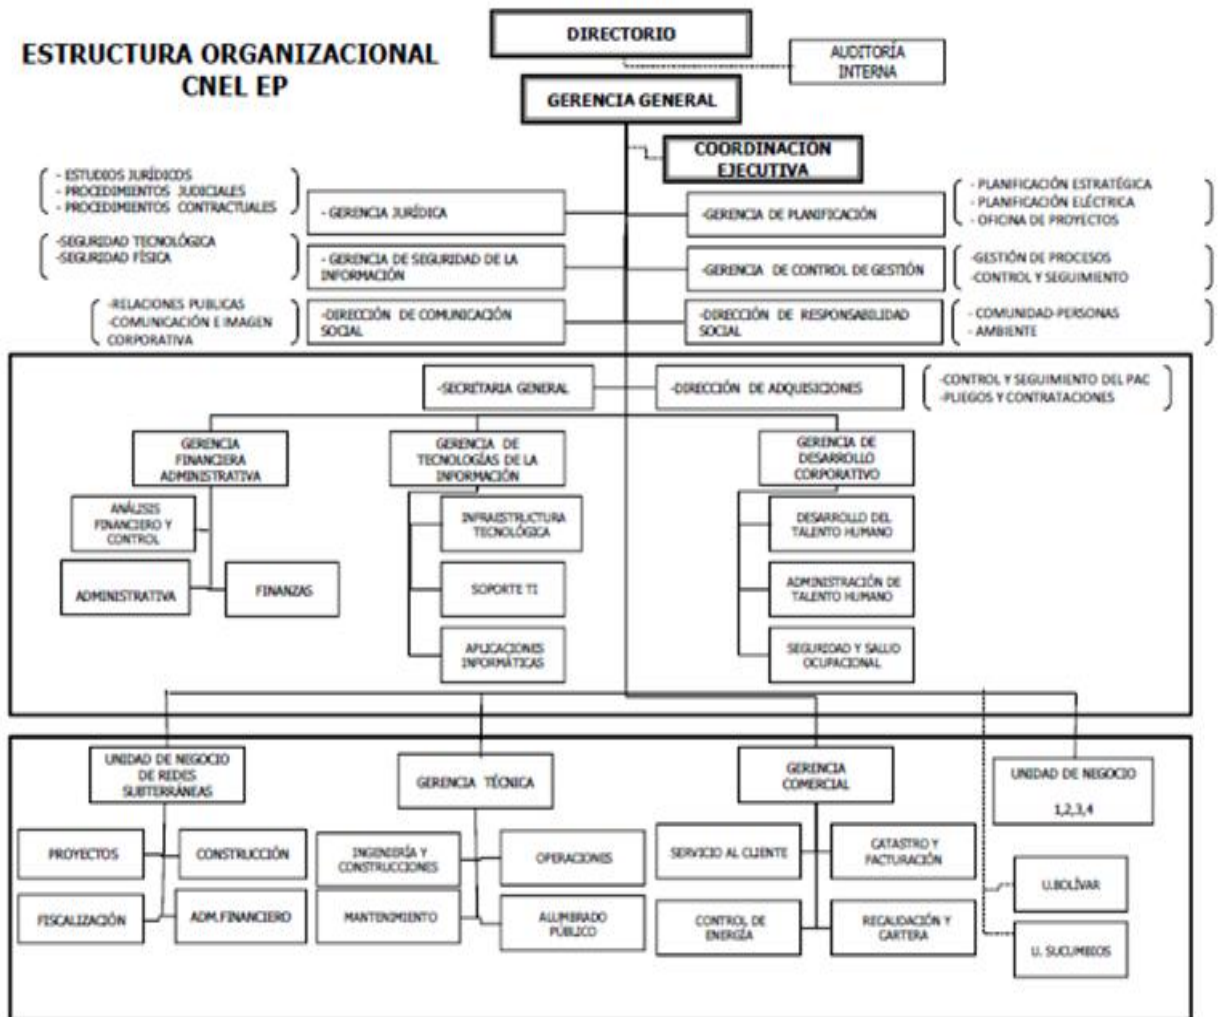 ESTRUCTURA ORGANIZACIONAL
CNEL EP
DIRECTORIO
AUDITORÍA
INTERNA
GERENCIA GENERAL
COORDINACIÓN
EJECUTIVA
- ESTUDIOS JURÍDICOS
- PROCEDIMIENTOS JUDICIALES
- PROCEDIMIENTOS CONTRACTUALES
- GERENCIA JURÍDICA
-GERENCIA DE PLANIFICACIÓN
- PLANIFICACIÓN ESTRATÉGICA
- PLANIFICACIÓN ELÉCTRICA
- OFICINA DE PROYECTOS
-SEGURIDAD TECNOLÓGICA
-SEGURIDAD FÍSICA
- GERENCIA DE SEGURIDAD DE LA
INFORMACIÓN
-GERENCIA DE CONTROL DE GESTIÓN
-GESTIÓN DE PROCESOS
-CONTROL Y SEGUIMIENTO
-RELACIONES PUBLICAS
-COMUNICACIÓN E IMAGEN
CORPORATIVA
-DIRECCIÓN DE COMUNICACIÓN
SOCIAL
-DIRECCIÓN DE RESPONSABILIDAD
SOCIAL
- COMUNIDAD-PERSONAS
- AMBIENTE
-SECRETARIA GENERAL
-DIRECCIÓN DE ADQUISICIONES
-CONTROL Y SEGUIMIENTO DEL PAC
-PLIEGOS Y CONTRATACIONES
GERENCIA
FINANCIERA
ADMINISTRATIVA
GERENCIA DE
TECNOLOGÍAS DE LA
INFORMACIÓN
GERENCIA DE
DESARROLLO
CORPORATIVO
ANÁLISIS
FINANCIERO Y
CONTROL
INFRAESTRUCTURA
TECNOLÓGICA
DESARROLLO DEL
TALENTO HUMANO
ADMINISTRATIVA
FINANZAS
SOPORTE TI
ADMINISTRACIÓN DE
TALENTO HUMANO
APLICACIONES
INFORMÁTICAS
SEGURIDAD Y SALUD
OCUPACIONAL
UNIDAD DE NEGOCIO
DE REDES
SUBTERRÁNEAS
GERENCIA TÉCNICA
GERENCIA
COMERCIAL
UNIDAD DE NEGOCIO
1,2,3,4
PROYECTOS
CONSTRUCCIÓN
INGENIERÍA Y
CONSTRUCCIONES
OPERACIONES
SERVICIO AL CLIENTE
CATASTRO Y
FACTURACIÓN
U.BOLÍVAR
FISCALIZACIÓN
ADM.FINANCIERO
MANTENIMIENTO
ALUMBRADO
PÚBLICO
CONTROL DE
ENERGÍA
RECAUDACIÓN Y
CARTERA
U. SUCUMBIOS